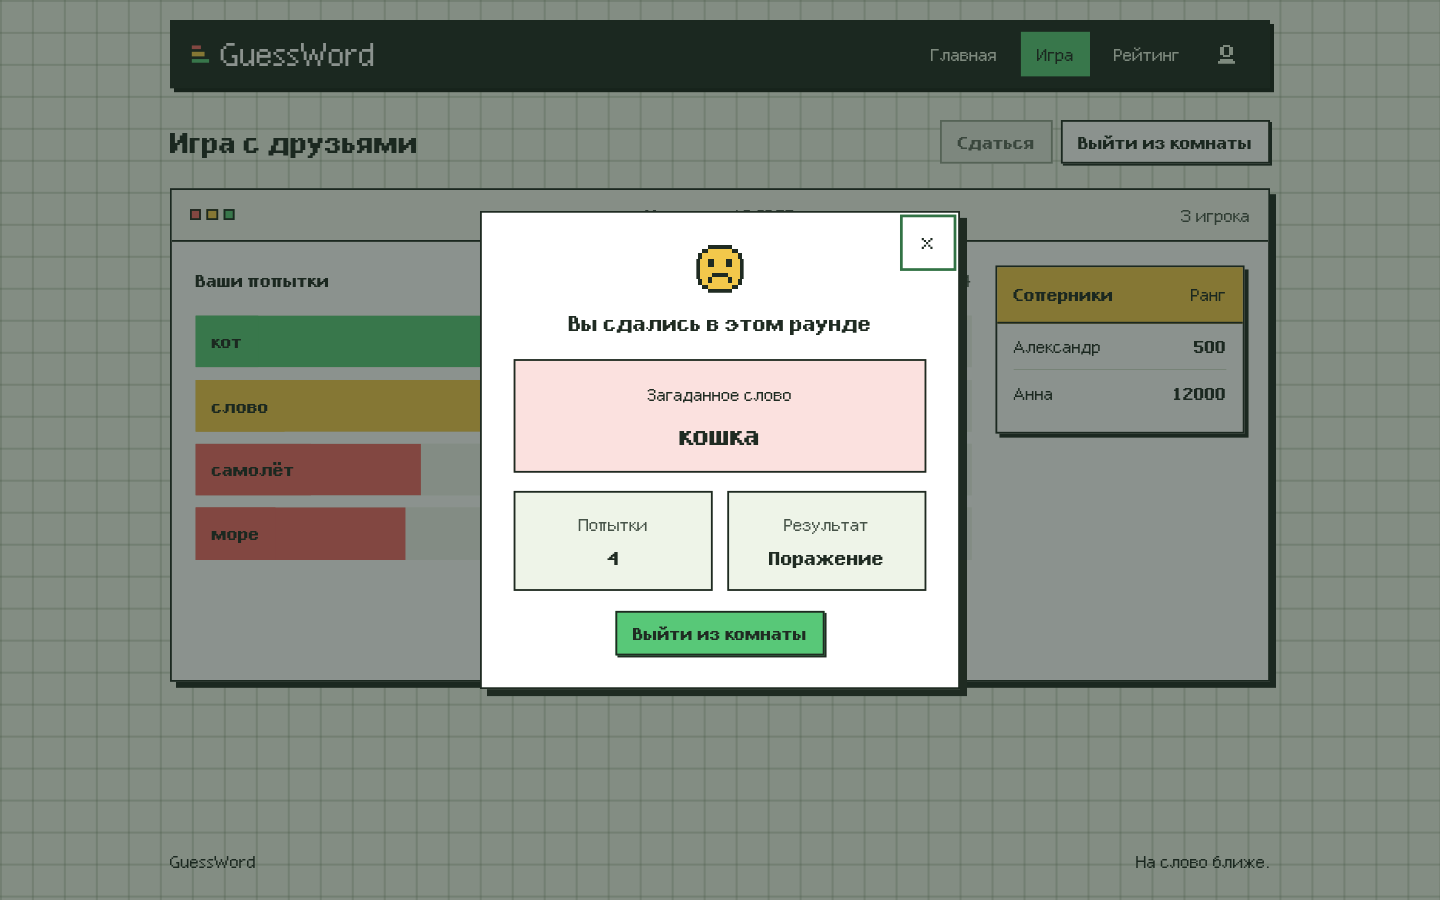 GuessWord
Главная
Игра
Рейтинг
Игра с друзьями
Сдаться
Выйти из комнаты
3 игрока
Ваши попытки
кот
слово
самолёт
море
Соперники
Ранг
Александр
500
Анна
12000
×
Вы сдались в этом раунде
Загаданное слово
кошка
Попытки
4
Результат
Поражение
Выйти из комнаты
GuessWord
На слово ближе.